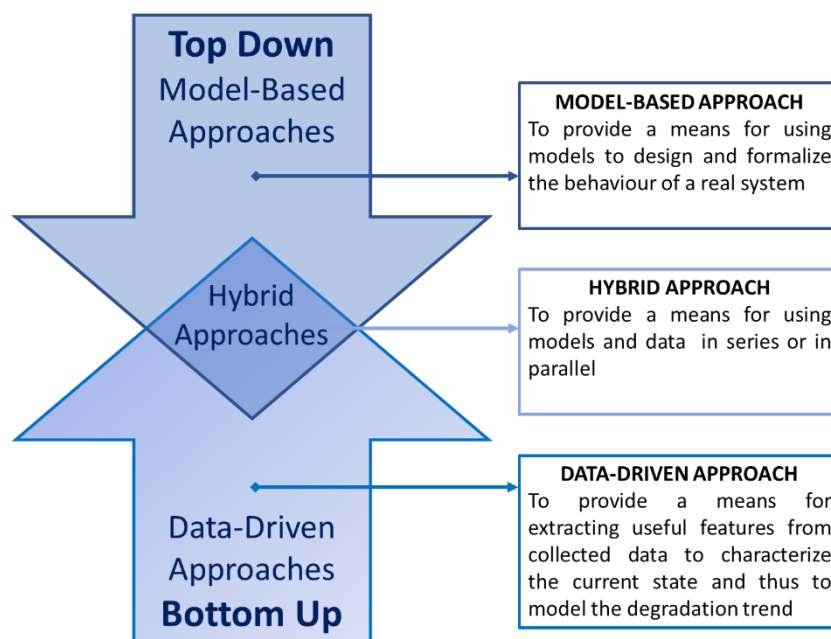 Top Down
Model-Based
Approaches
MODEL-BASED APPROACH
To provide a means for using
models to design and formalize
the behaviour of a real system
Hybrid
Approaches
HYBRID APPROACH
To provide a means for using
models and data in series or in
parallel
Data-Driven
Approaches
Bottom Up
DATA-DRIVEN APPROACH
To provide a means for
extracting useful features from
collected data to characterize
the current state and thus to
model the degradation trend